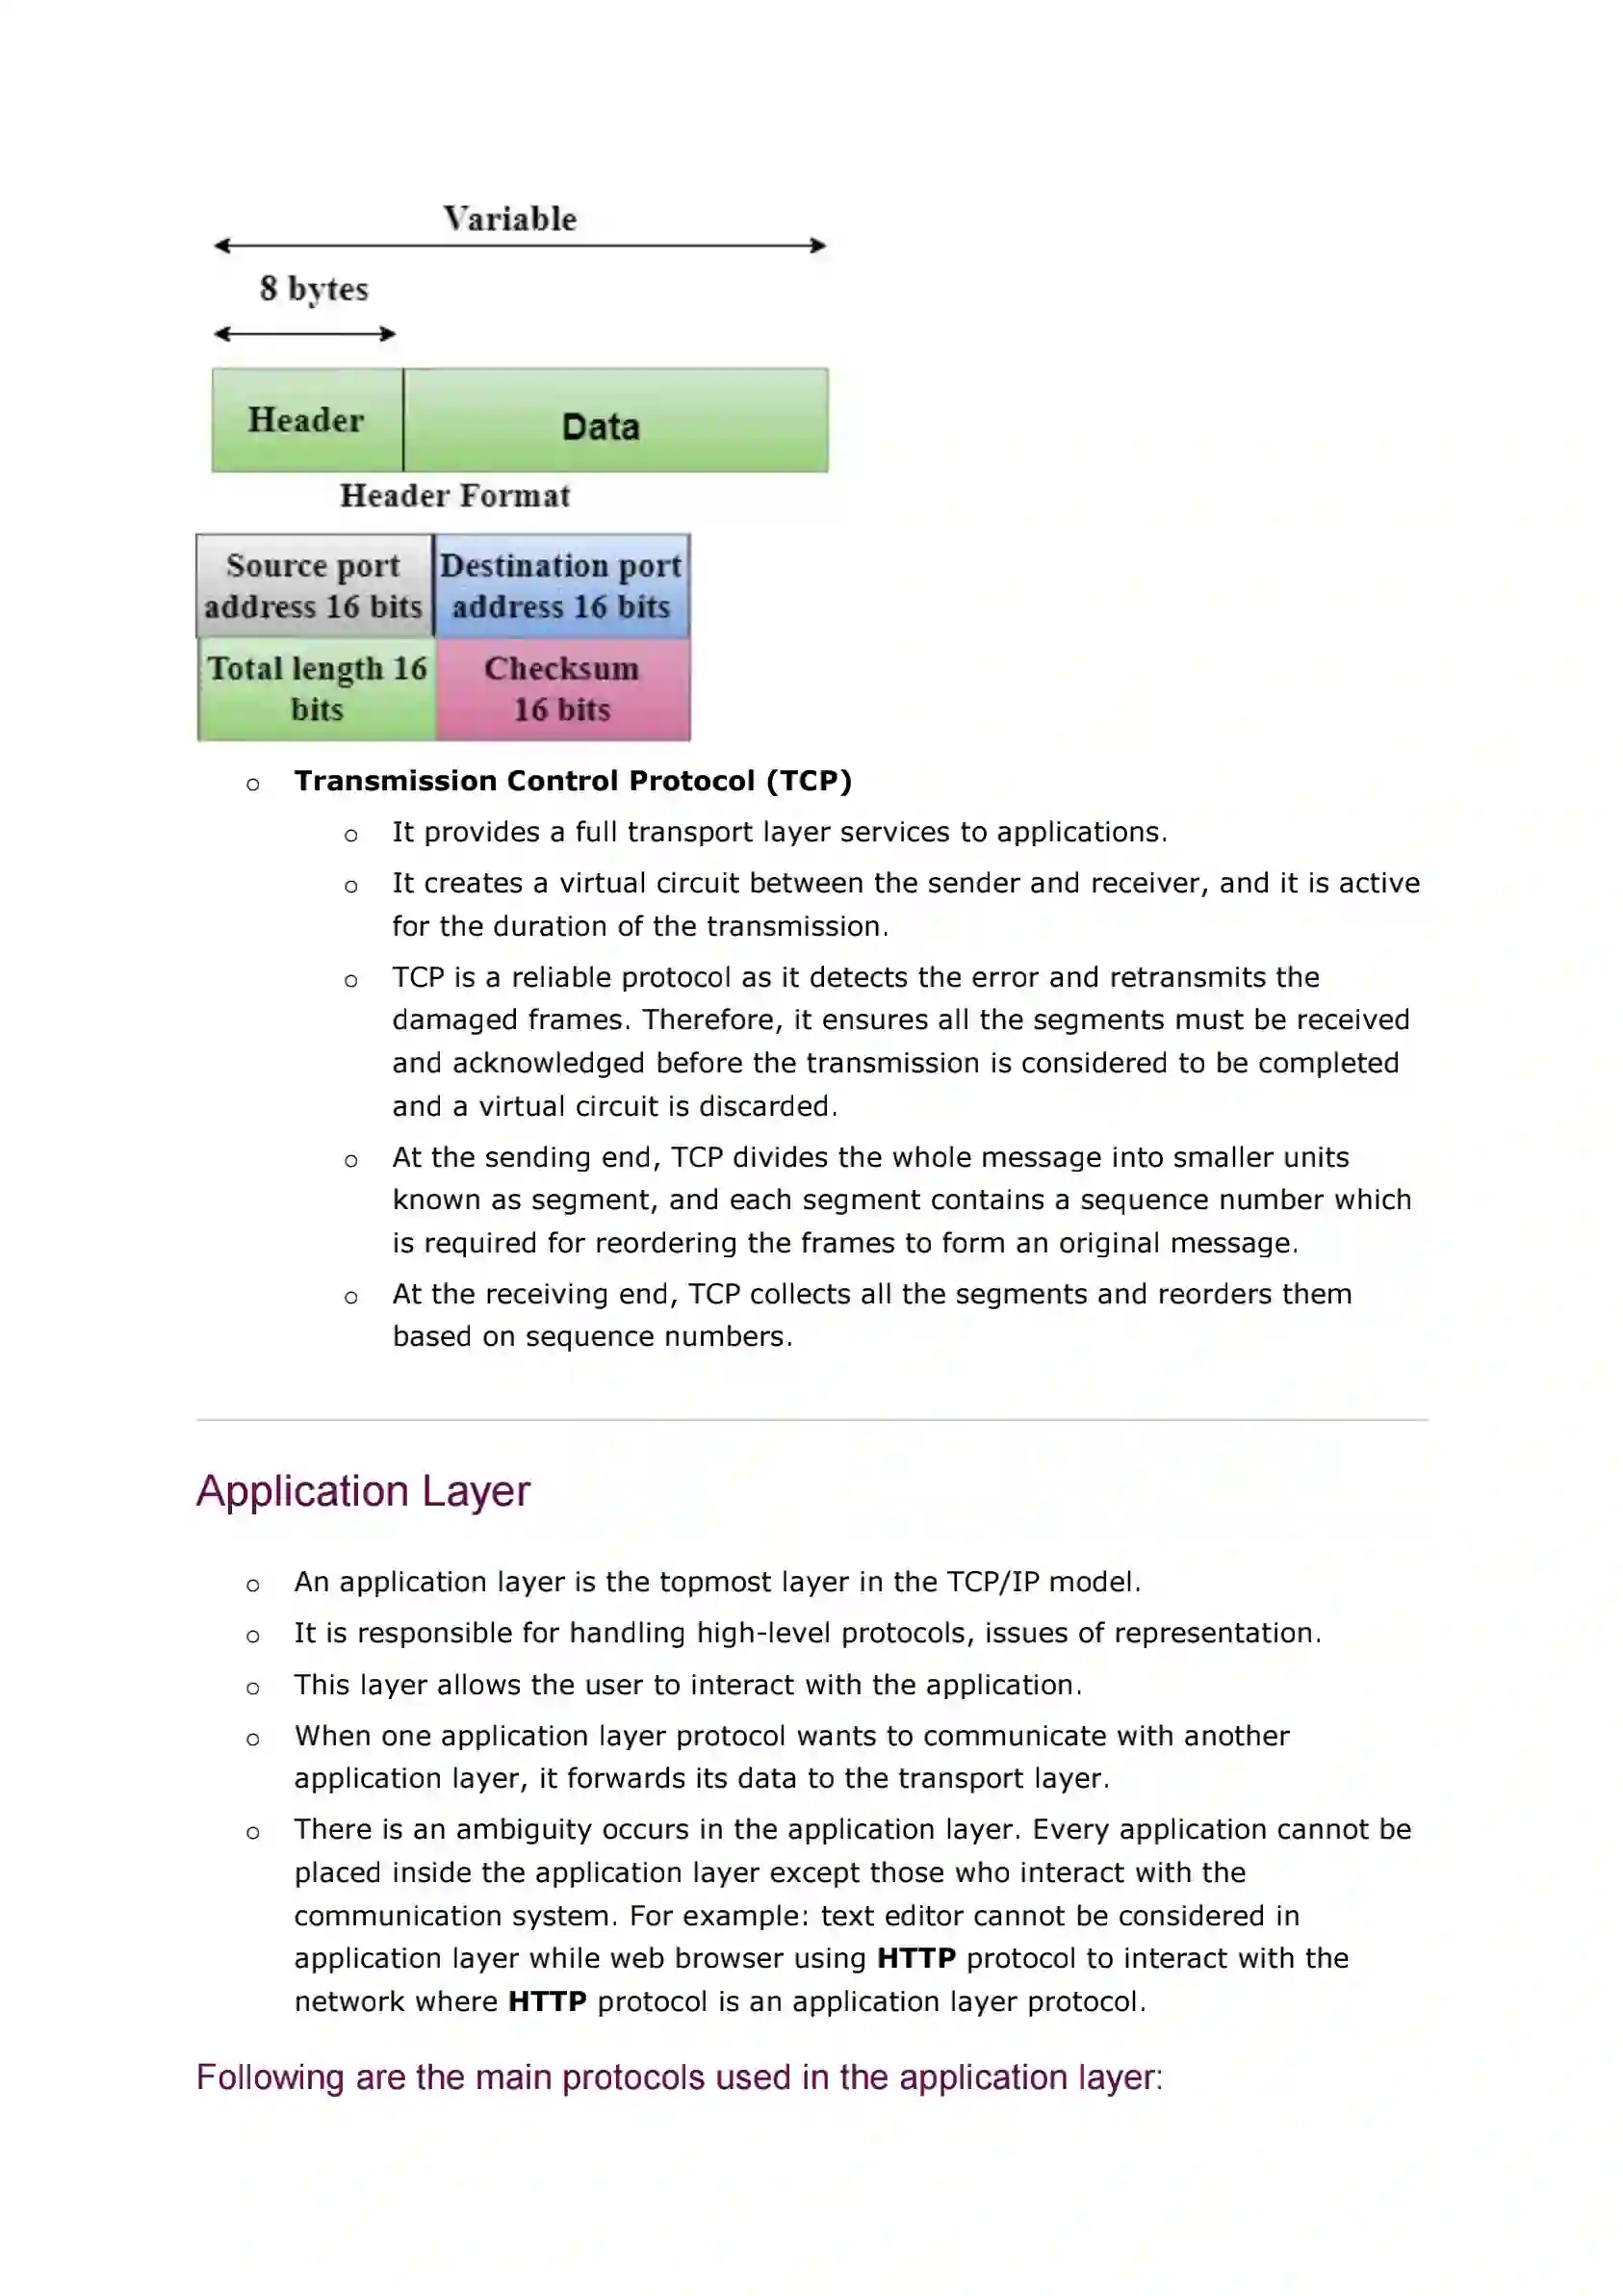 Variable
8 bytes
Header
Data
Header Format
Source port
address 16 bits
Destination port
address 16 bits
Total length 16
bits
Checksum
16 bits
o Transmission Control Protocol (TCP)
o It provides a full transport layer services to applications.
o It creates a virtual circuit between the sender and receiver, and it is active
for the duration of the transmission.
o TCP is a reliable protocol as it detects the error and retransmits the
damaged frames. Therefore, it ensures all the segments must be received
and acknowledged before the transmission is considered to be completed
and a virtual circuit is discarded.
o At the sending end, TCP divides the whole message into smaller units
known as segment, and each segment contains a sequence number which
is required for reordering the frames to form an original message.
o At the receiving end, TCP collects all the segments and reorders them
based on sequence numbers.
Application Layer
o An application layer is the topmost layer in the TCP/IP model.
o It is responsible for handling high-level protocols, issues of representation.
o This layer allows the user to interact with the application.
o When one application layer protocol wants to communicate with another
application layer, it forwards its data to the transport layer.
o There is an ambiguity occurs in the application layer. Every application cannot be
placed inside the application layer except those who interact with the
communication system. For example: text editor cannot be considered in
application layer while web browser using HTTP protocol to interact with the
network where HTTP protocol is an application layer protocol.
Following are the main protocols used in the application layer: